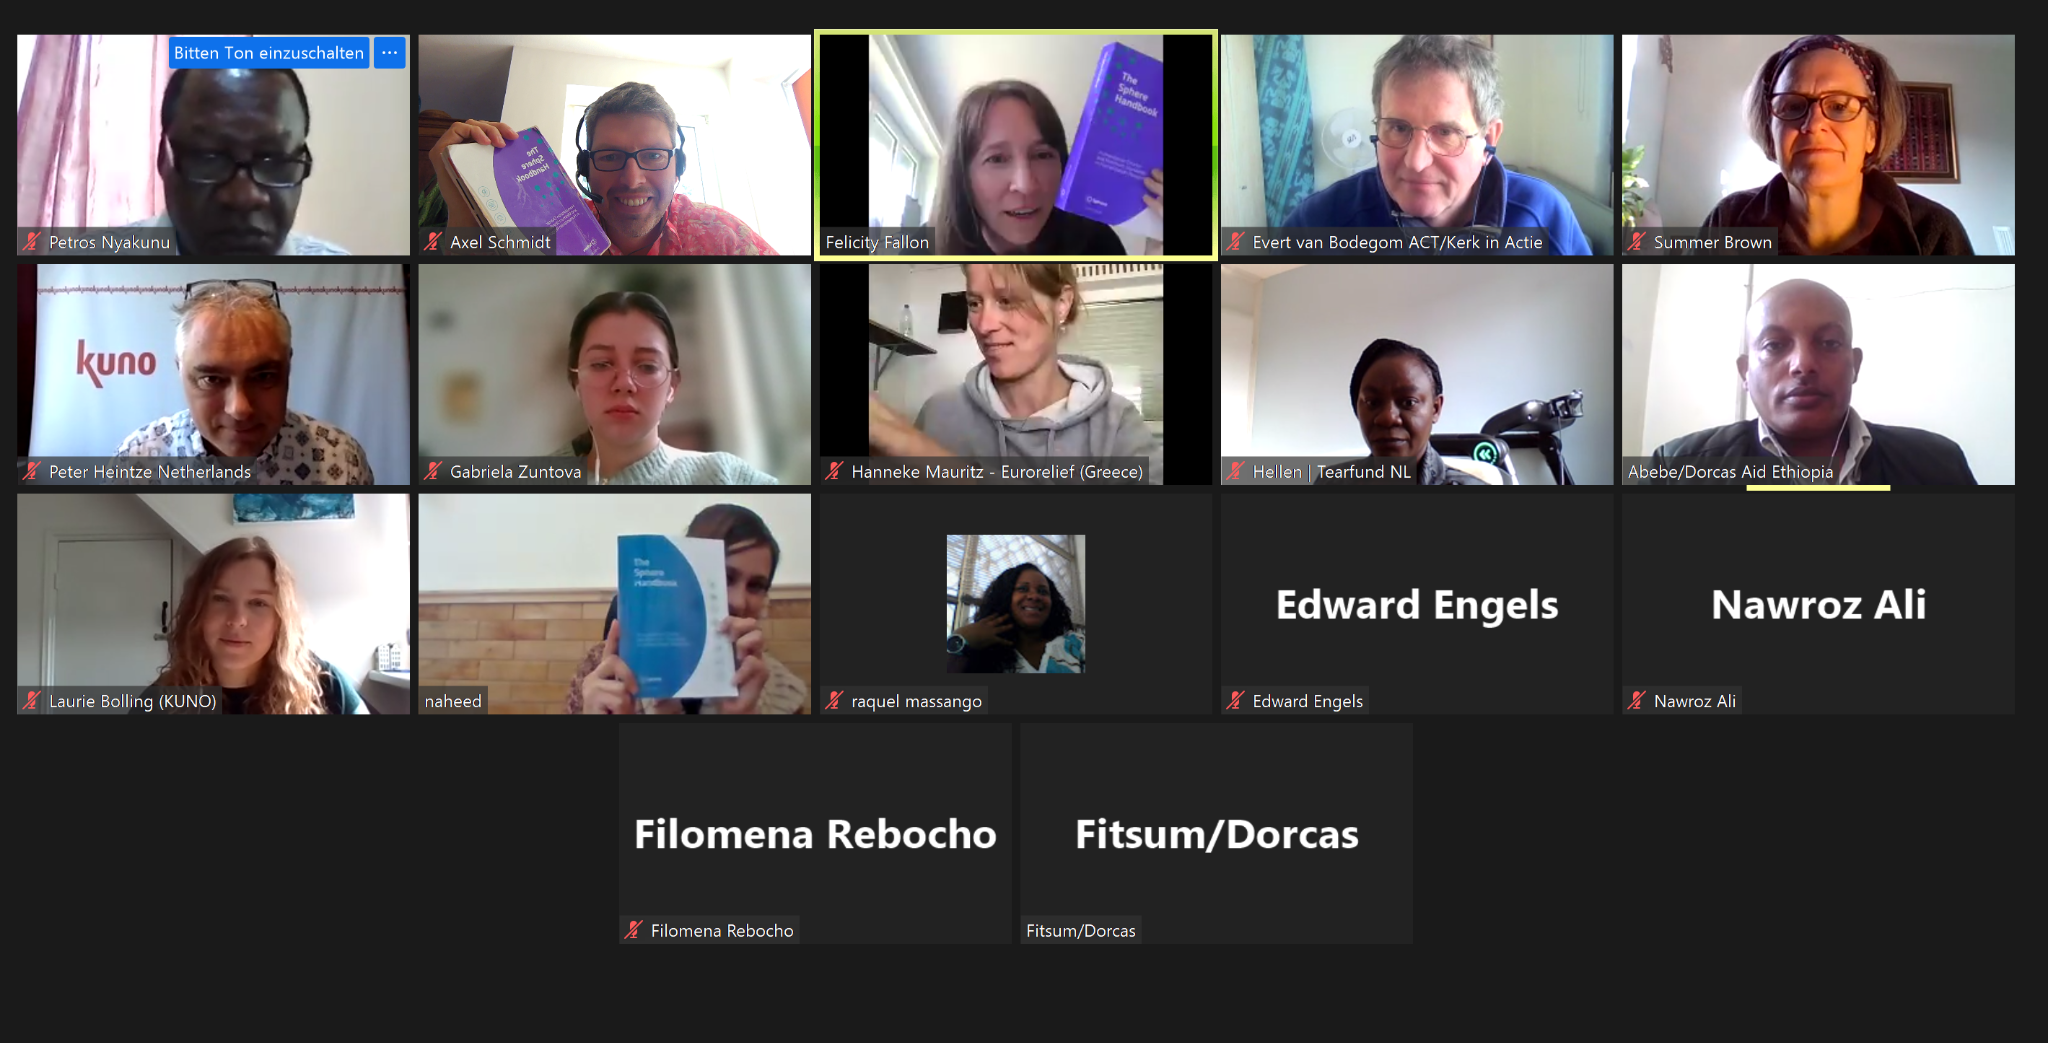 Bitten Ton einzuschalten
Petros Nyakunu
The
Sphere
Handbook
Axel Schmidt
The
Sphere
Handbook
Sphere
Felicity Fallon
Evert van Bodegom ACT/Kerk in Actie
Summer Brown
kuno
Peter Heintze Netherlands
Gabriela Zuntova
Hanneke Mauritz - Eurorelief (Greece)
Hellen | Tearfund NL
Abebe/Dorcas Aid Ethiopia
Laurie Bolling (KUNO)
The
Sphere
Handbook
naheed
raquel massango
Edward Engels
Edward Engels
Nawroz Ali
Nawroz Ali
Filomena Rebocho
Filomena Rebocho
Fitsum/Dorcas
Fitsum/Dorcas